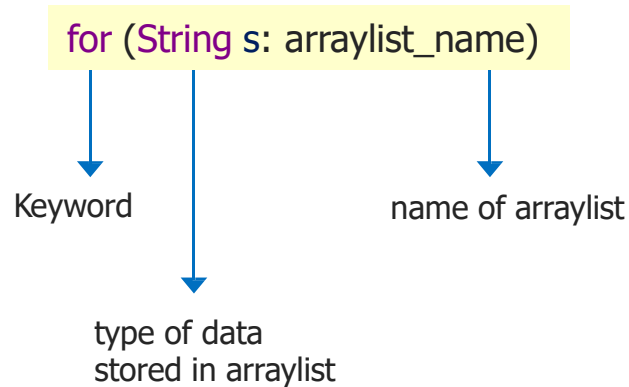 for (String s: arraylist_name)
Keyword
name of arraylist
type of data
stored in arraylist